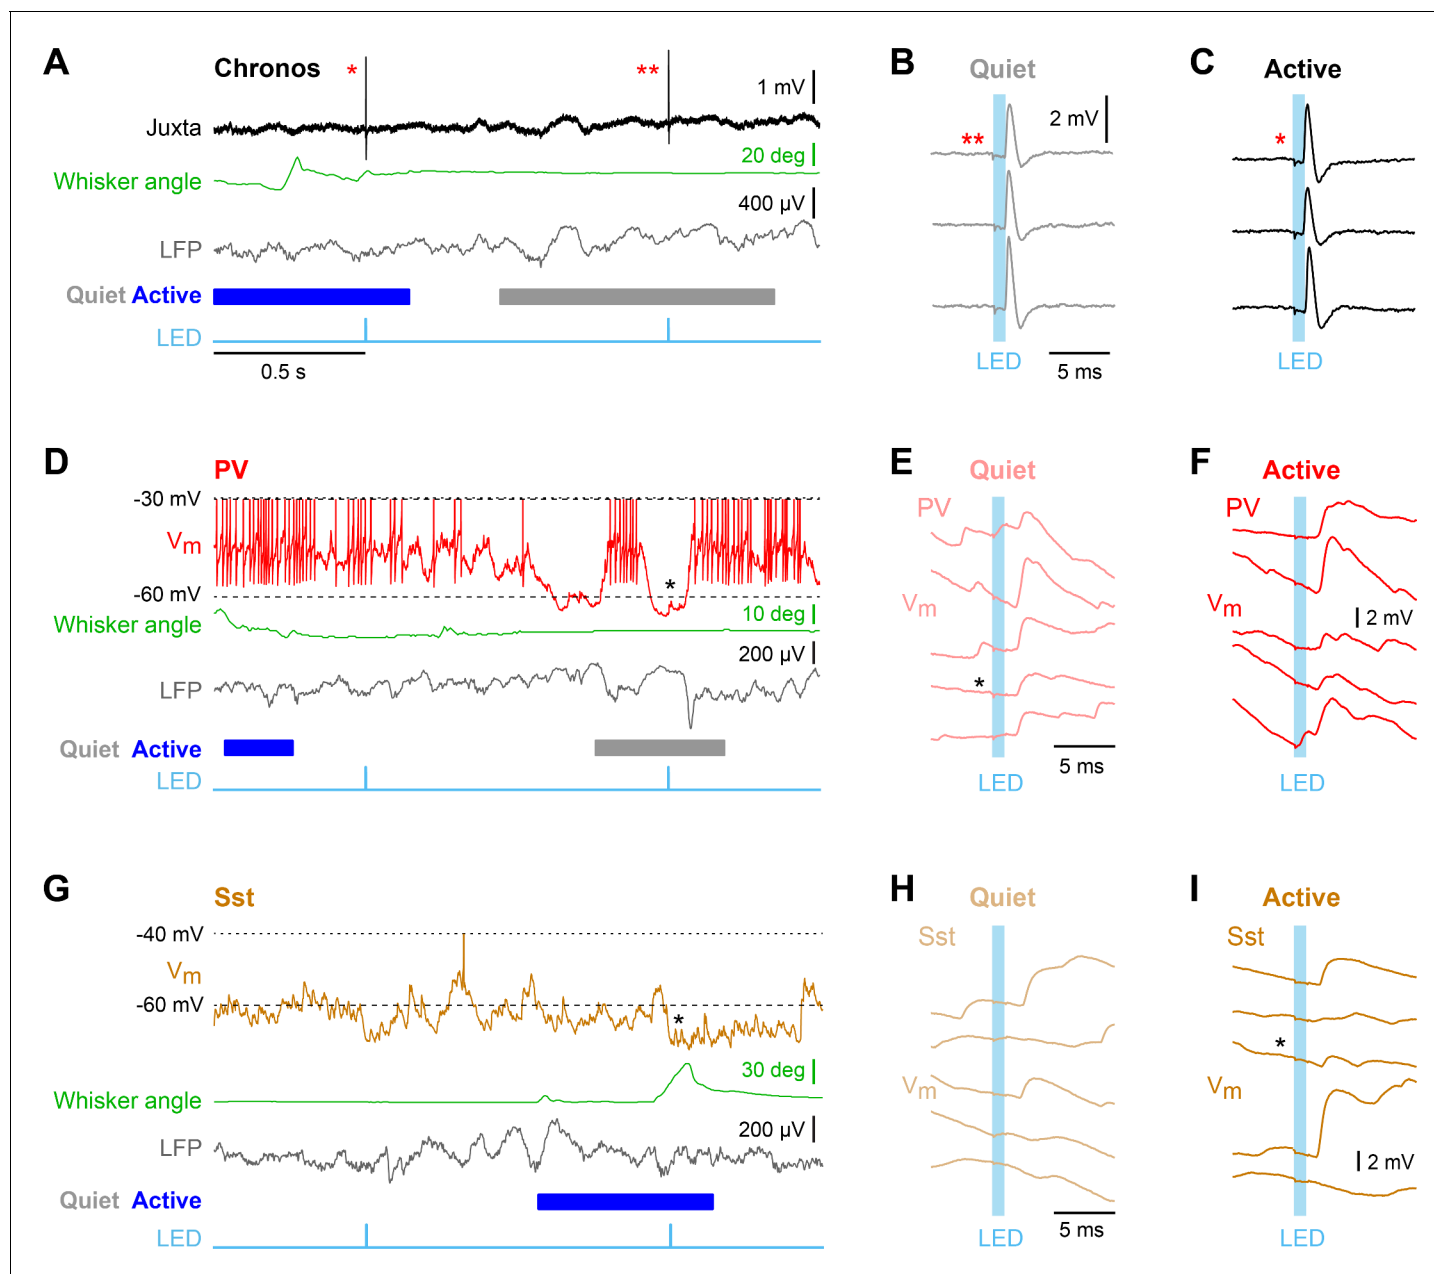 A
Chronos
*
**
1 mV
Juxta
20 deg
Whisker angle
400 µV
LFP
Quiet Active
LED
0.5 s
B
Quiet
2 mV
**
LED
5 ms
C
Active
*
LED
D
PV
-30 mV
Vm
*
-60 mV
10 deg
Whisker angle
200 µV
LFP
Quiet Active
LED
E
Quiet
PV
Vm
*
5 ms
LED
F
Active
PV
Vm
2 mV
LED
G
Sst
-40 mV
Vm
-60 mV
*
30 deg
Whisker angle
200 µV
LFP
Quiet Active
LED
H
Quiet
Sst
Vm
5 ms
LED
I
Active
Sst
*
Vm
2 mV
LED